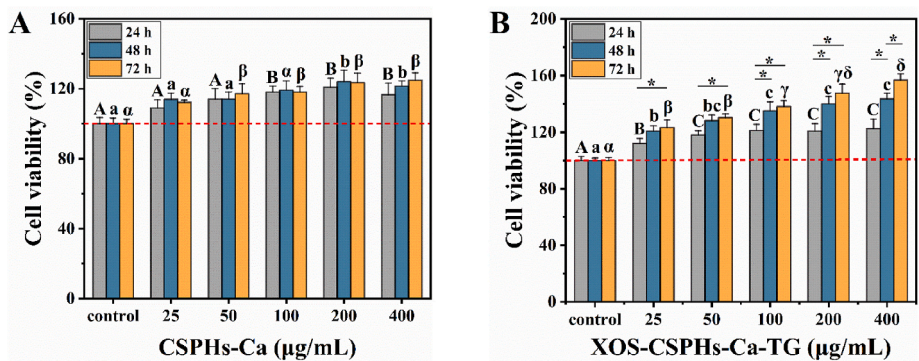 A
Cell viability (%)
160
120
80
40
0
24 h
48 h
72 h
A a α
A a α
A a β
B α β
B b β
B b β
control 25 50 100 200 400
CSPHs-Ca (μg/mL)
B
Cell viability (%)
200
160
120
80
40
0
24 h
48 h
72 h
A a α
*
B b β
*
C bc β
*
*
C c γ
*
*
C c γδ
*
*
C c δ
control 25 50 100 200 400
XOS-CSPHs-Ca-TG (μg/mL)